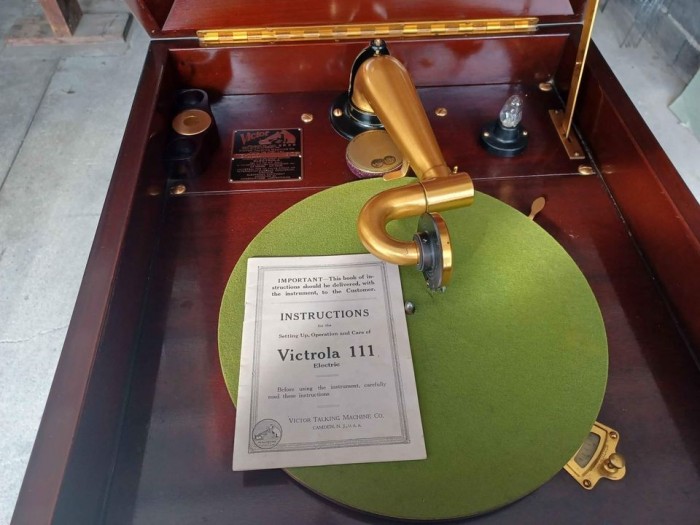 Victor
IMPORTANT—This book of in-
structions should be delivered, with
the instrument, to the Customer.
INSTRUCTIONS
for the
Setting Up, Operation and Care of
Victrola 111
Electric
Before using the instrument, carefully
read these instructions
VICTOR TALKING MACHINE CO.
CAMDEN, N. J., U. S. A.